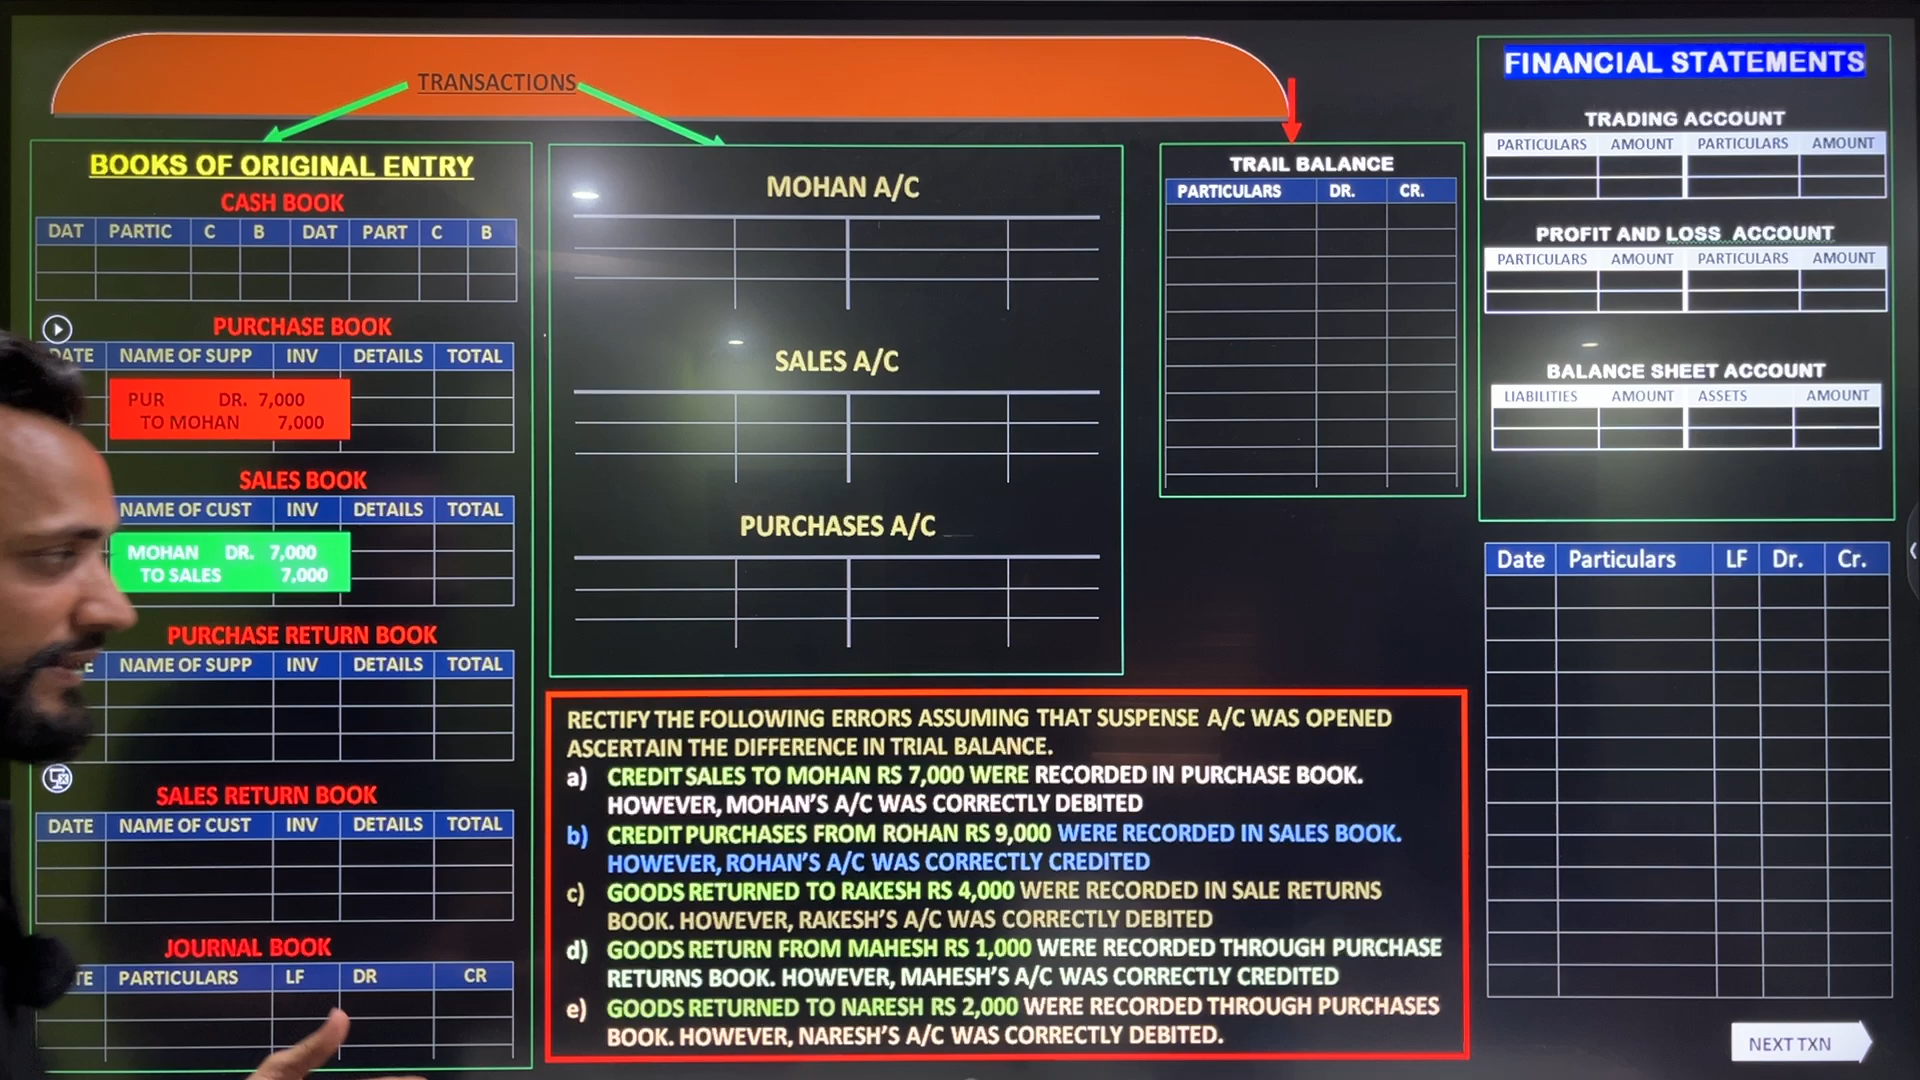 TRANSACTIONS
BOOKS OF ORIGINAL ENTRY
CASH BOOK
DAT PARTIC C B DAT PART C B
PURCHASE BOOK
DATE NAME OF SUPP INV DETAILS TOTAL
PUR DR. 7,000
TO MOHAN 7,000
SALES BOOK
NAME OF CUST INV DETAILS TOTAL
MOHAN DR. 7,000
TO SALES 7,000
PURCHASE RETURN BOOK
E NAME OF SUPP INV DETAILS TOTAL
SALES RETURN BOOK
DATE NAME OF CUST INV DETAILS TOTAL
JOURNAL BOOK
TE PARTICULARS LF DR CR
MOHAN A/C
SALES A/C
PURCHASES A/C
TRAIL BALANCE
PARTICULARS DR. CR.
RECTIFY THE FOLLOWING ERRORS ASSUMING THAT SUSPENSE A/C WAS OPENED
ASCERTAIN THE DIFFERENCE IN TRIAL BALANCE.
a) CREDIT SALES TO MOHAN RS 7,000 WERE RECORDED IN PURCHASE BOOK.
HOWEVER, MOHAN'S A/C WAS CORRECTLY DEBITED
b) CREDIT PURCHASES FROM ROHAN RS 9,000 WERE RECORDED IN SALES BOOK.
HOWEVER, ROHAN'S A/C WAS CORRECTLY CREDITED
c) GOODS RETURNED TO RAKESH RS 4,000 WERE RECORDED IN SALE RETURNS
BOOK. HOWEVER, RAKESH'S A/C WAS CORRECTLY DEBITED
d) GOODS RETURN FROM MAHESH RS 1,000 WERE RECORDED THROUGH PURCHASE
RETURNS BOOK. HOWEVER, MAHESH'S A/C WAS CORRECTLY CREDITED
e) GOODS RETURNED TO NARESH RS 2,000 WERE RECORDED THROUGH PURCHASES
BOOK. HOWEVER, NARESH'S A/C WAS CORRECTLY DEBITED.
FINANCIAL STATEMENTS
TRADING ACCOUNT
PARTICULARS AMOUNT PARTICULARS AMOUNT
PROFIT AND LOSS ACCOUNT
PARTICULARS AMOUNT PARTICULARS AMOUNT
BALANCE SHEET ACCOUNT
LIABILITIES AMOUNT ASSETS AMOUNT
Date Particulars LF Dr. Cr.
NEXT TXN